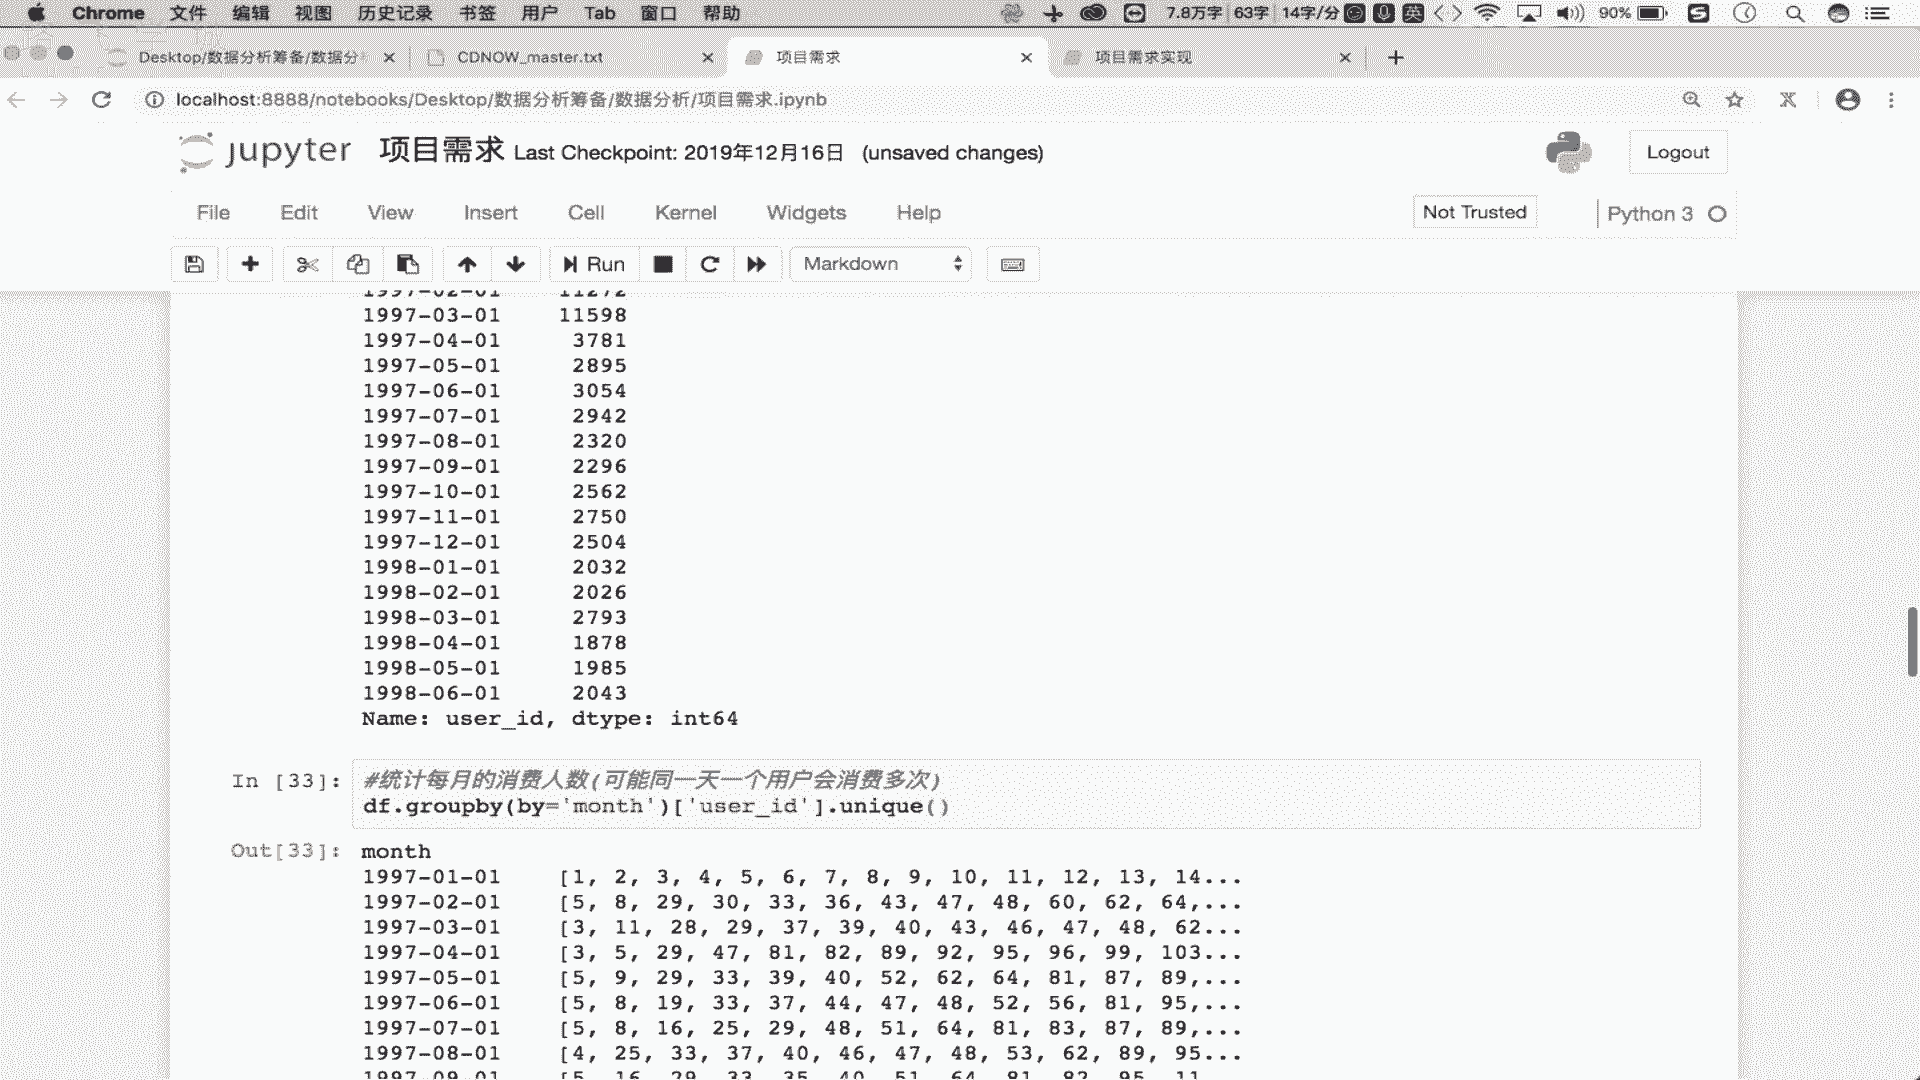 Chrome 文件 编辑 视图 历史记录 书签 用户 Tab 窗口 帮助 7.8万字 63字 14字/分 英 90%
Desktop/数据分析筹备/数据分 CDNOW_master.txt 项目需求 项目需求实现
localhost:8888/notebooks/Desktop/数据分析筹备/数据分析/项目需求.ipynb
jupyter 项目需求 Last Checkpoint: 2019年12月16日 (unsaved changes) Logout
File Edit View Insert Cell Kernel Widgets Help Not Trusted Python 3
Run Markdown
1997-02-01 11272
1997-03-01 11598
1997-04-01 3781
1997-05-01 2895
1997-06-01 3054
1997-07-01 2942
1997-08-01 2320
1997-09-01 2296
1997-10-01 2562
1997-11-01 2750
1997-12-01 2504
1998-01-01 2032
1998-02-01 2026
1998-03-01 2793
1998-04-01 1878
1998-05-01 1985
1998-06-01 2043
Name: user_id, dtype: int64
In [33]: #统计每月的消费人数(可能同一天一个用户会消费多次)
df.groupby(by='month')['user_id'].unique()
Out[33]: month
1997-01-01 [1, 2, 3, 4, 5, 6, 7, 8, 9, 10, 11, 12, 13, 14...
1997-02-01 [5, 8, 29, 30, 33, 36, 43, 47, 48, 60, 62, 64,...
1997-03-01 [3, 11, 28, 29, 37, 39, 40, 43, 46, 47, 48, 62...
1997-04-01 [3, 5, 29, 47, 81, 82, 89, 92, 95, 96, 99, 103...
1997-05-01 [5, 9, 29, 33, 39, 40, 52, 62, 64, 81, 87, 89,...
1997-06-01 [5, 8, 19, 33, 37, 44, 47, 48, 52, 56, 81, 95,...
1997-07-01 [5, 8, 16, 25, 29, 48, 51, 64, 81, 83, 87, 89,...
1997-08-01 [4, 25, 33, 37, 40, 46, 47, 48, 53, 62, 89, 95...
1997-09-01 [5, 16, 29, 33, 35, 40, 51, 64, 81, 82, 95, 11